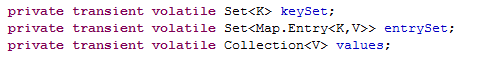 private transient volatile Set<K> keySet;
private transient volatile Set<Map.Entry<K,V>> entrySet;
private transient volatile Collection<V> values;